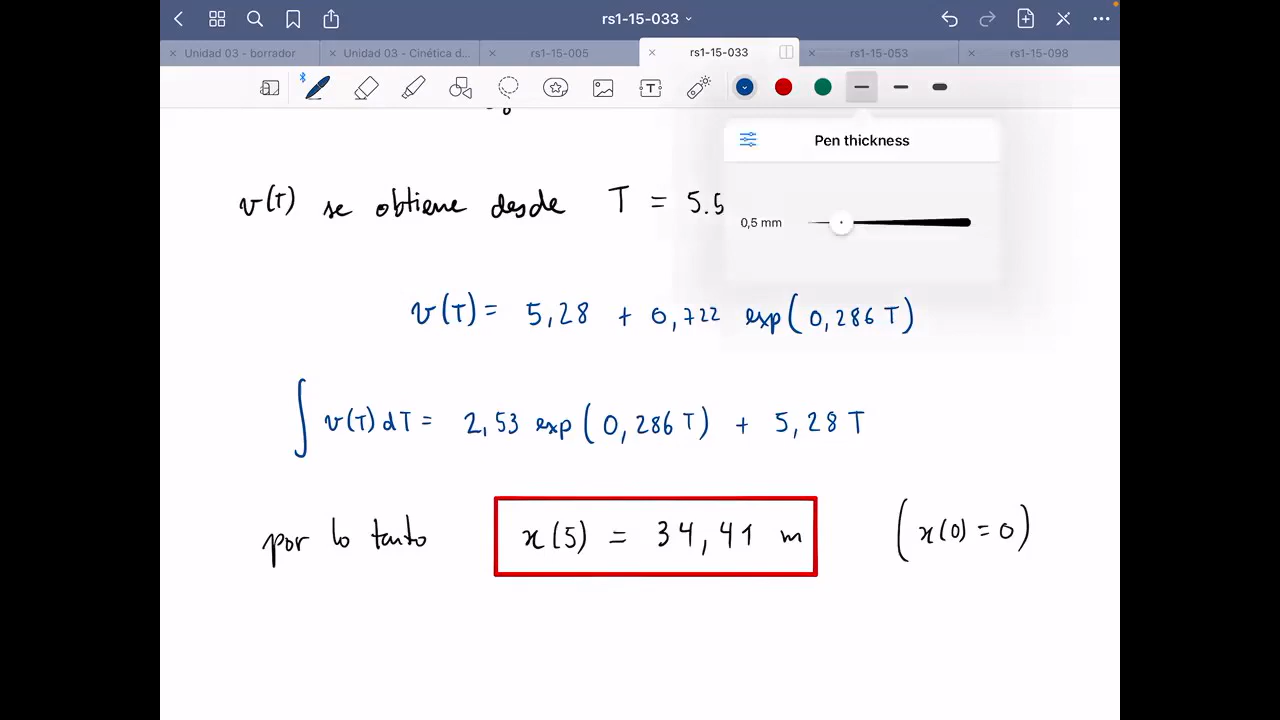 rs1-15-033
Unidad 03 - borrador
Unidad 03 - Cinética d...
rs1-15-005
rs1-15-033
rs1-15-053
rs1-15-098
T
Pen thickness
v(T) se obtiene desde T = 5.5
0,5 mm
v(T) = 5,28 + 0,722 exp(0,286 T)
∫ v(T) dT = 2,53 exp(0,286 T) + 5,28 T
por lo tanto x(5) = 34,41 m (x(0) = 0)